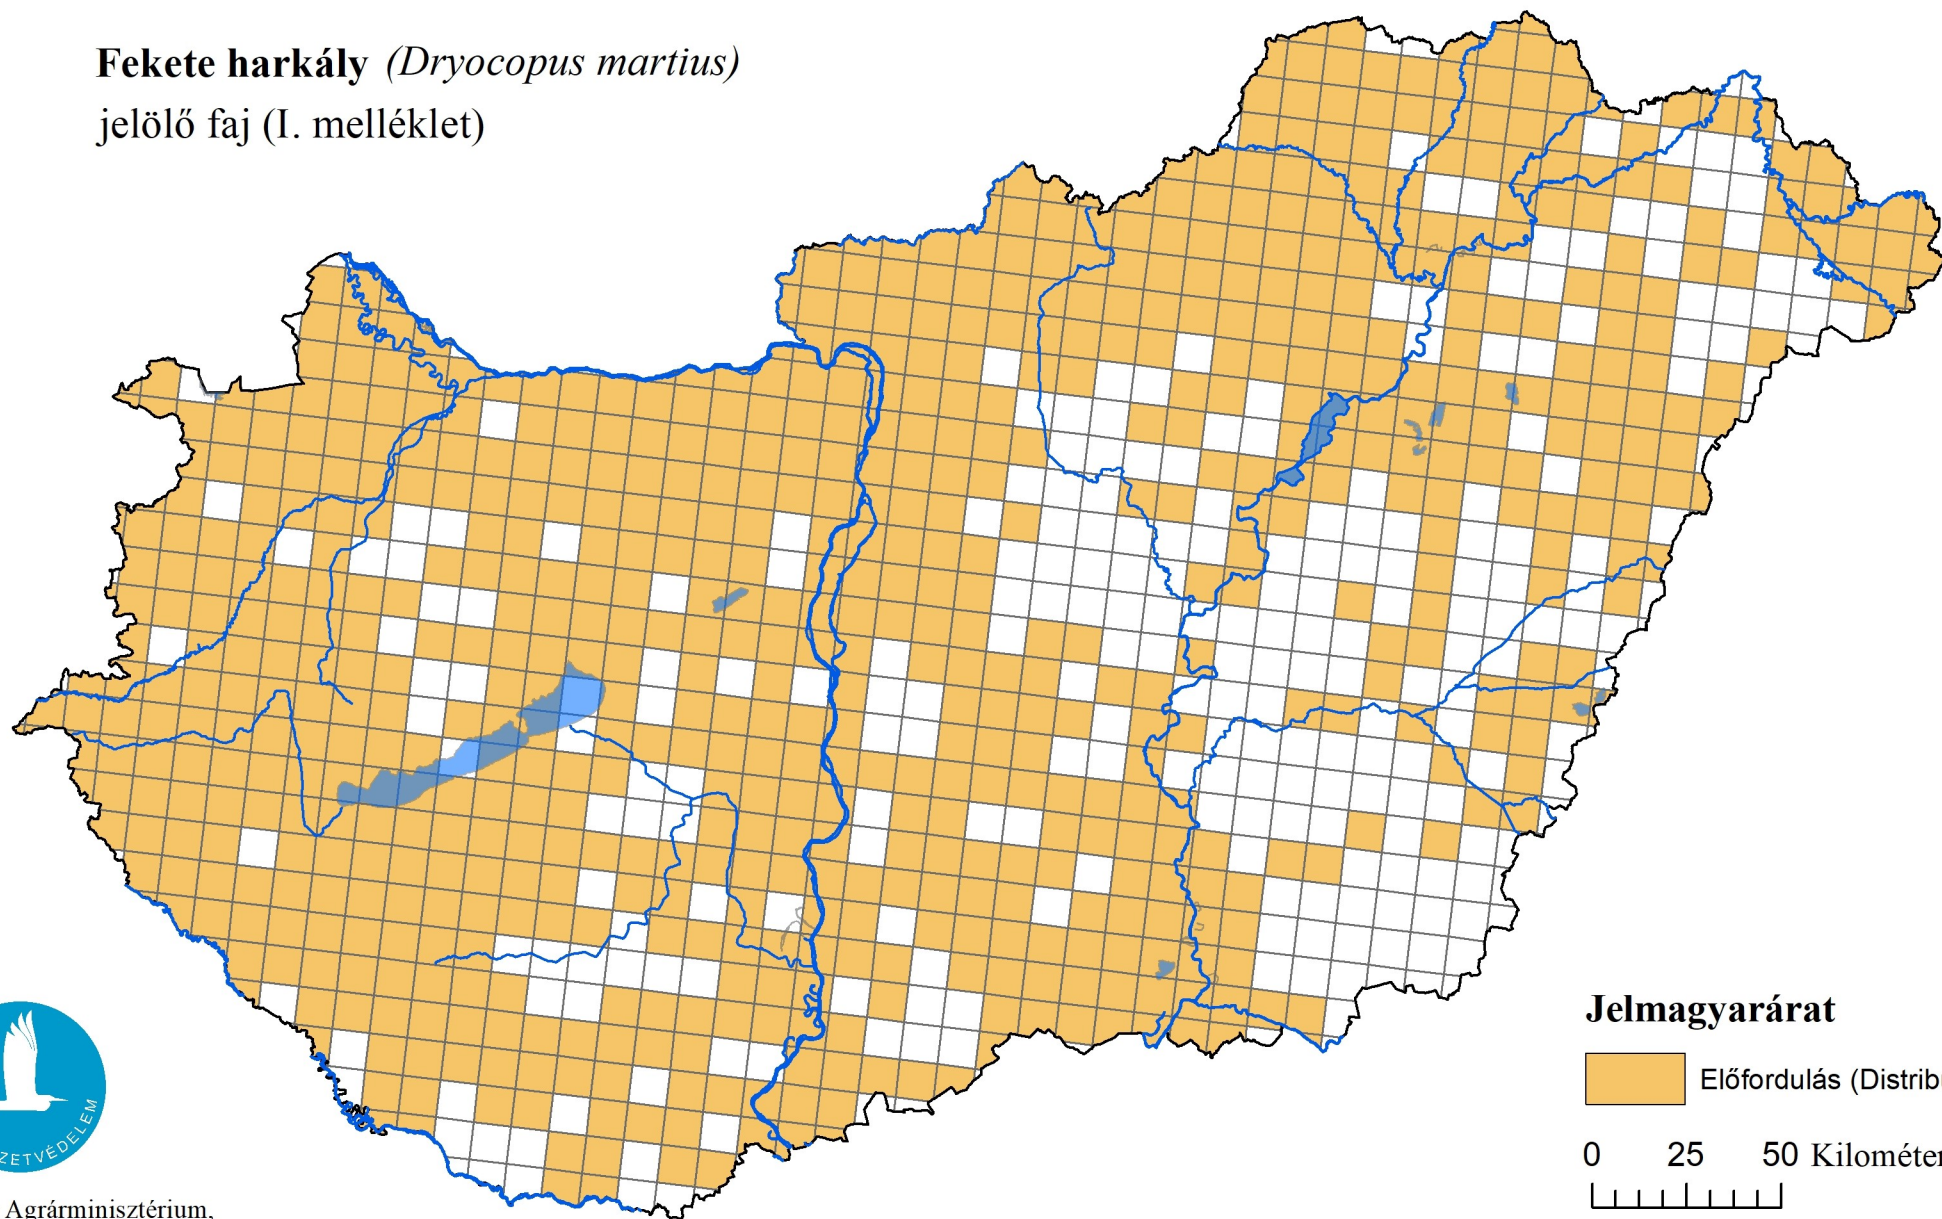 Fekete harkály (Dryocopus martius)
jelölő faj (I. melléklet)
Jelmagyarárat
Előfordulás (Distrib
0 25 50 Kilométer
ZETVÉDELEM
Agrárminisztérium,